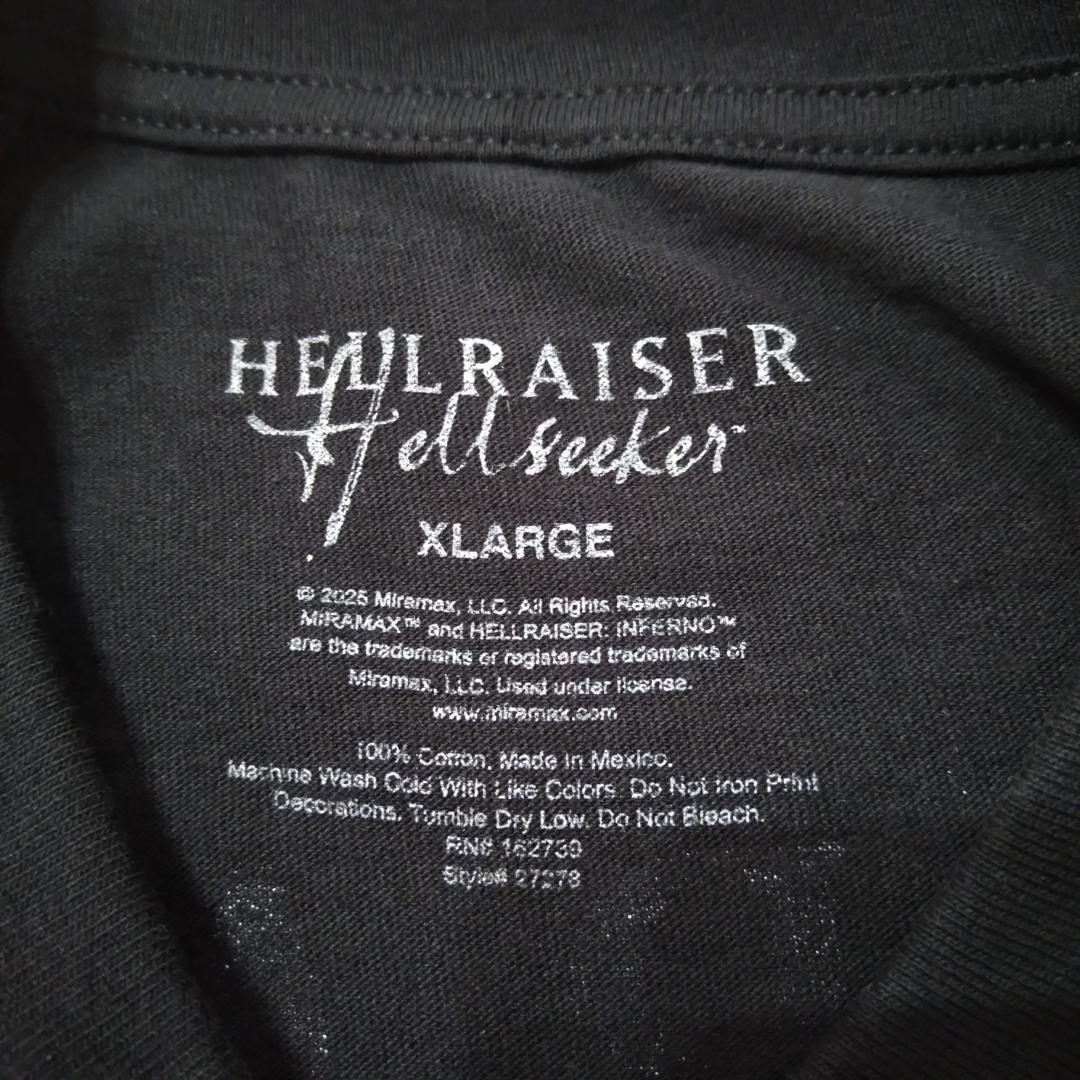 HELLRAISER
Hellseeker™
XLARGE
© 2025 Miramax, LLC. All Rights Reserved.
MIRAMAX™ and HELLRAISER: INFERNO™
are the trademarks or registered trademarks of
Miramax, LLC. Used under license.
www.miramax.com
100% Cotton. Made In Mexico.
Machine Wash Cold With Like Colors. Do Not Iron Print
Decorations. Tumble Dry Low. Do Not Bleach.
RN# 162739
Style# 27278